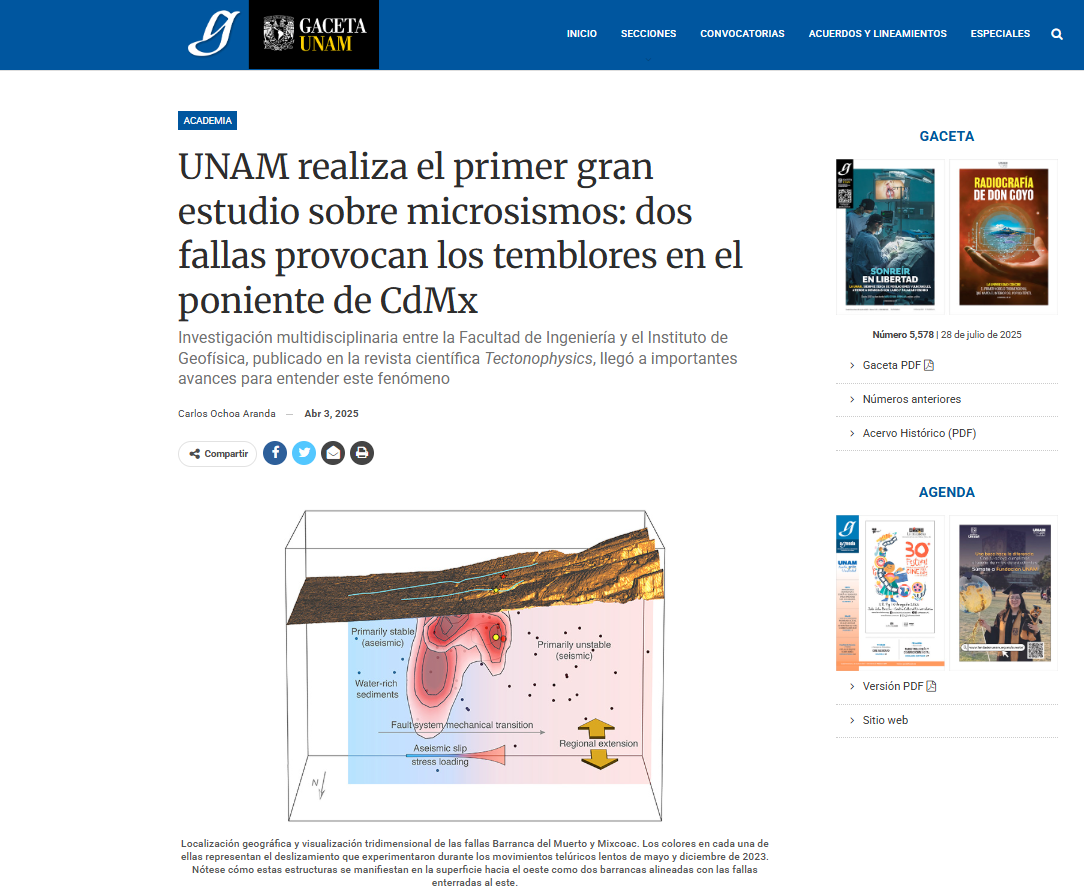 GACETA
UNAM
INICIO
SECCIONES
CONVOCATORIAS
ACUERDOS Y LINEAMIENTOS
ESPECIALES
ACADEMIA
UNAM realiza el primer gran
estudio sobre microsismos: dos
fallas provocan los temblores en el
poniente de CdMx
Investigación multidisciplinaria entre la Facultad de Ingeniería y el Instituto de
Geofísica, publicado en la revista científica Tectonophysics, llegó a importantes
avances para entender este fenómeno
Carlos Ochoa Aranda — Abr 3, 2025
Compartir
Primarily stable
(aseismic)
Primarily unstable
(seismic)
Water-rich
sediments
Fault system mechanical transition
Aseismic slip
stress loading
Regional extension
N
Localización geográfica y visualización tridimensional de las fallas Barranca del Muerto y Mixcoac. Los colores en cada una de
ellas representan el deslizamiento que experimentaron durante los movimientos telúricos lentos de mayo y diciembre de 2023.
Nótese cómo estas estructuras se manifiestan en la superficie hacia el oeste como dos barrancas alineadas con las fallas
enterradas al este.
GACETA
SONREÍR
EN LIBERTAD
RADIOGRAFÍA
DE DON GOYO
Número 5,578 | 28 de julio de 2025
Gaceta PDF
Números anteriores
Acervo Histórico (PDF)
AGENDA
UNAM
30
Súmate a Fundación UNAM
Versión PDF
Sitio web